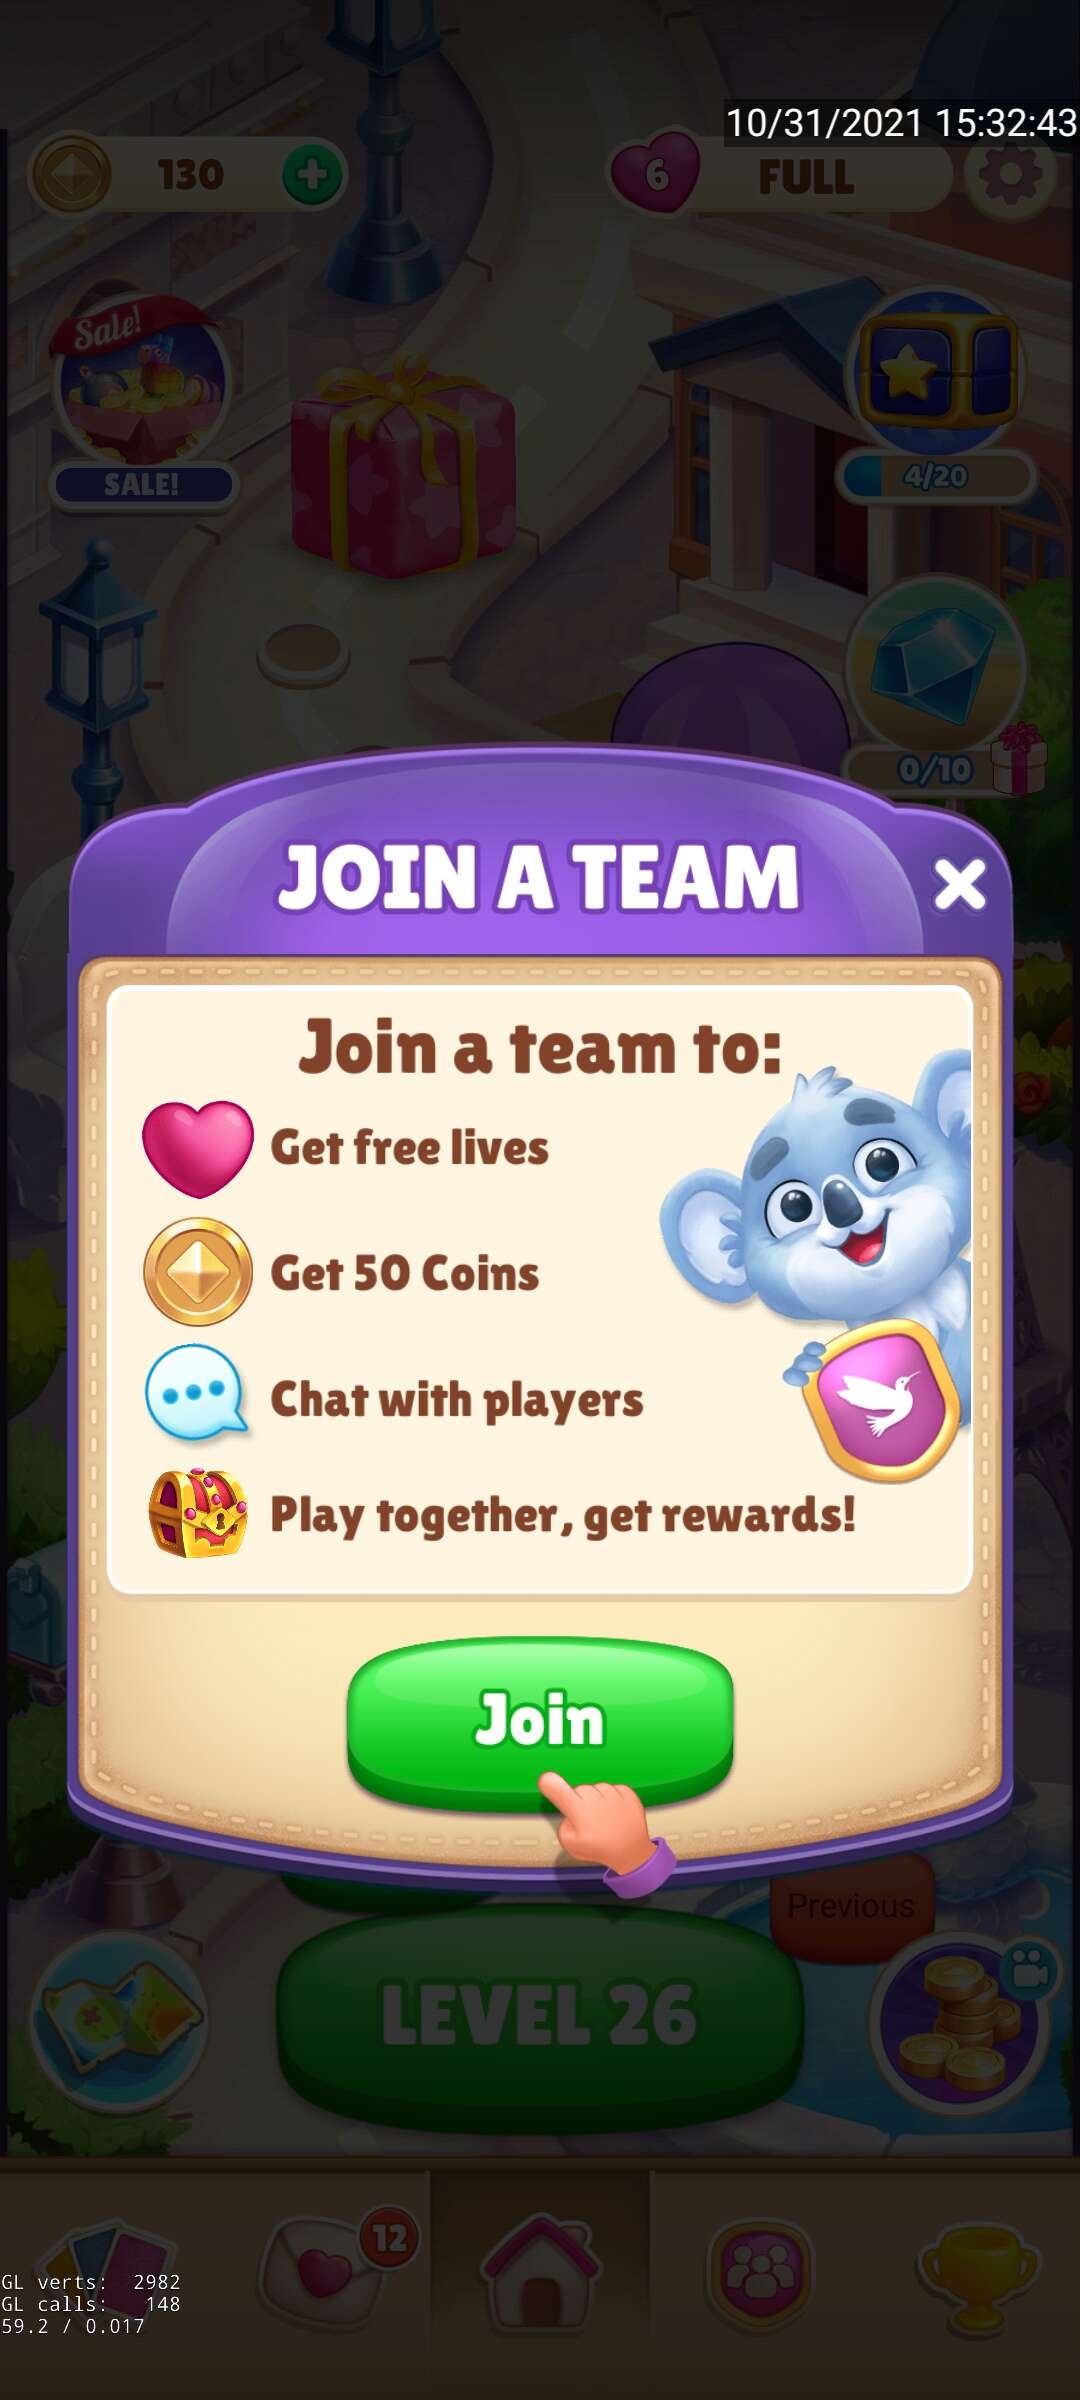 10/31/2021 15:32:43
130
6
FULL
Sale!
SALE!
4/20
0/10
JOIN A TEAM
Join a team to:
Get free lives
Get 50 Coins
Chat with players
Play together, get rewards!
Join
Previous
LEVEL 26
12
GL verts: 2982
GL calls: 148
59.2 / 0.017